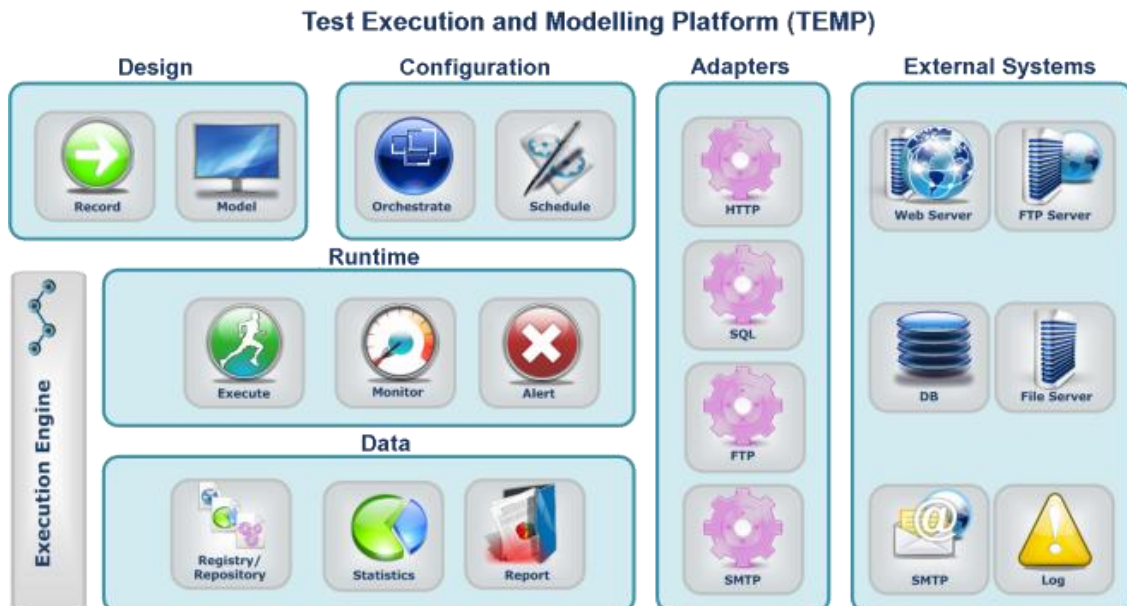 Test Execution and Modelling Platform (TEMP)
Design
Record
Model
Configuration
Orchestrate
Schedule
Adapters
HTTP
SQL
FTP
SMTP
External Systems
Web Server
FTP Server
DB
File Server
SMTP
Log
Execution Engine
Runtime
Execute
Monitor
Alert
Data
Registry/
Repository
Statistics
Report